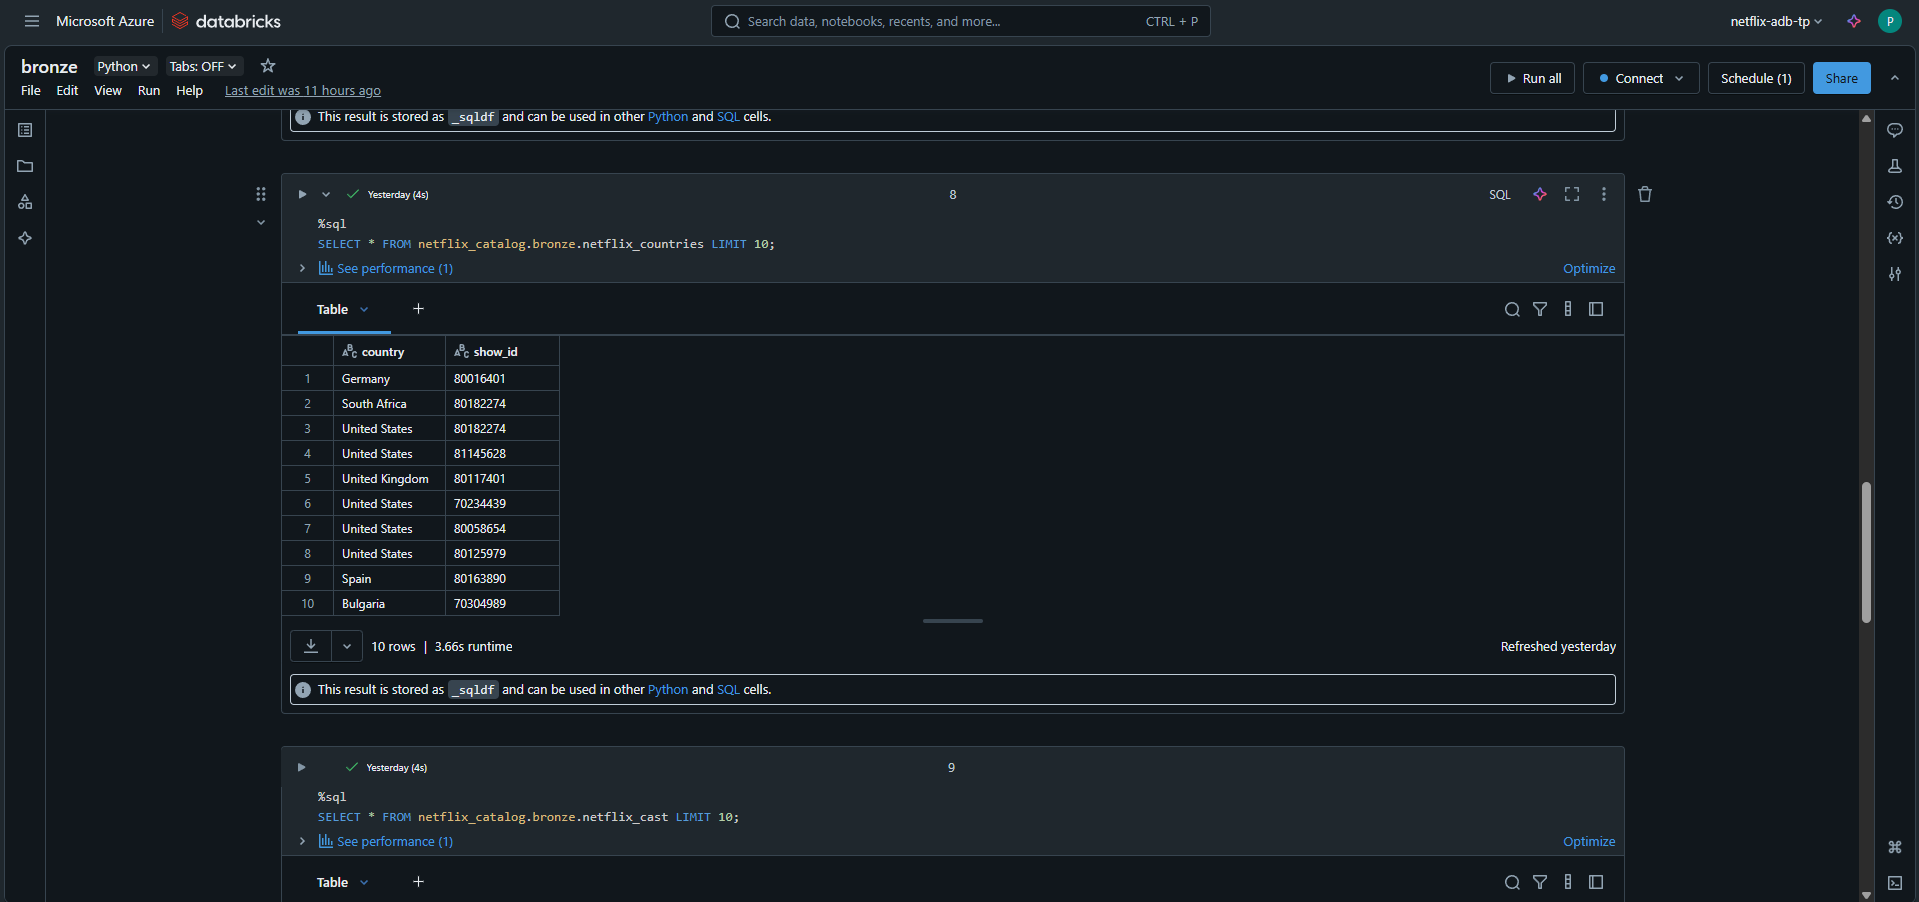 Microsoft Azure databricks Search data, notebooks, recents, and more... CTRL + P netflix-adb-tp P
bronze Python Tabs: OFF
Run all Connect Schedule (1) Share
File Edit View Run Help Last edit was 11 hours ago
This result is stored as _sqldf and can be used in other Python and SQL cells.
Yesterday (4s) 8 SQL
%sql
SELECT * FROM netflix_catalog.bronze.netflix_countries LIMIT 10;
See performance (1) Optimize
Table +
ABC country ABC show_id
1 Germany 80016401
2 South Africa 80182274
3 United States 80182274
4 United States 81145628
5 United Kingdom 80117401
6 United States 70234439
7 United States 80058654
8 United States 80125979
9 Spain 80163890
10 Bulgaria 70304989
10 rows | 3.66s runtime Refreshed yesterday
This result is stored as _sqldf and can be used in other Python and SQL cells.
Yesterday (4s) 9
%sql
SELECT * FROM netflix_catalog.bronze.netflix_cast LIMIT 10;
See performance (1) Optimize
Table +